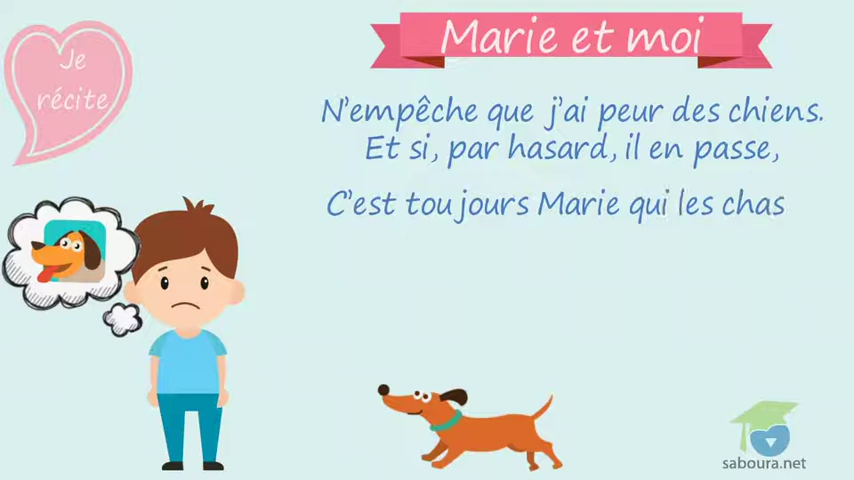 Je
récite
Marie et moi
N'empêche que j'ai peur des chiens.
Et si, par hasard, il en passe,
C'est toujours Marie qui les chas
saboura.net